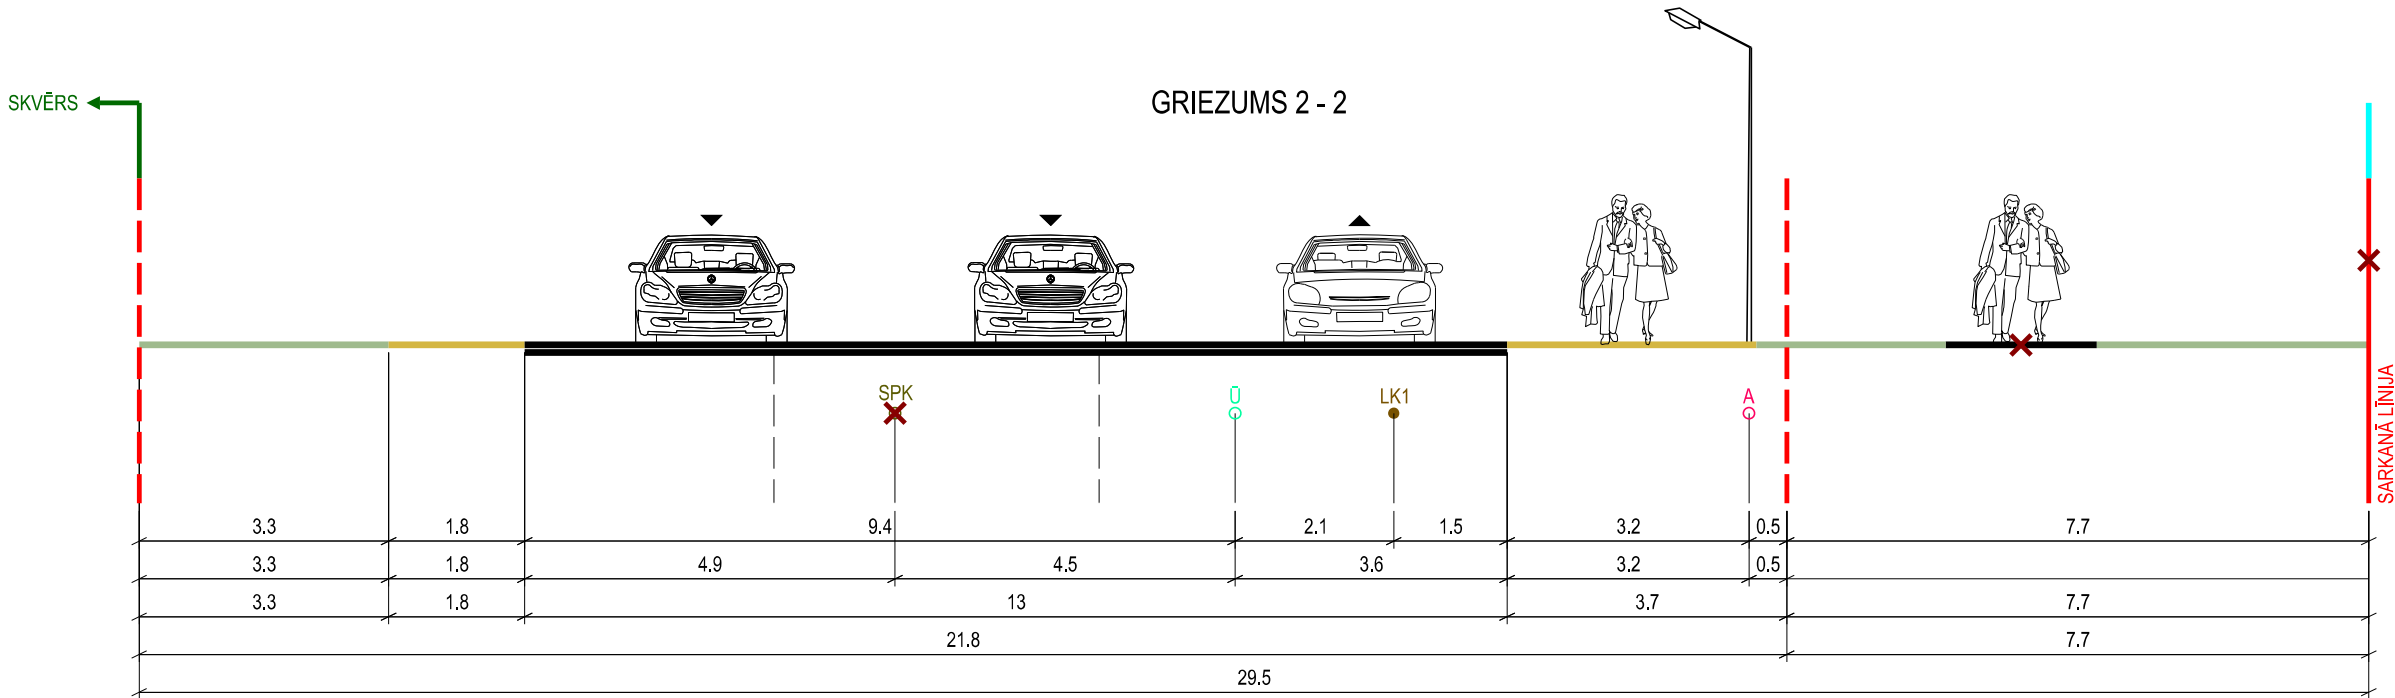 SKVĒRS
GRIEZUMS 2 - 2
SPK
Ū
LK1
A
SARKANĀ LĪNIJA
3.3 1.8 9.4 2.1 1.5 3.2 0.5 7.7
3.3 1.8 4.9 4.5 3.6 3.2 0.5
3.3 1.8 13 3.7 7.7
21.8 7.7
29.5